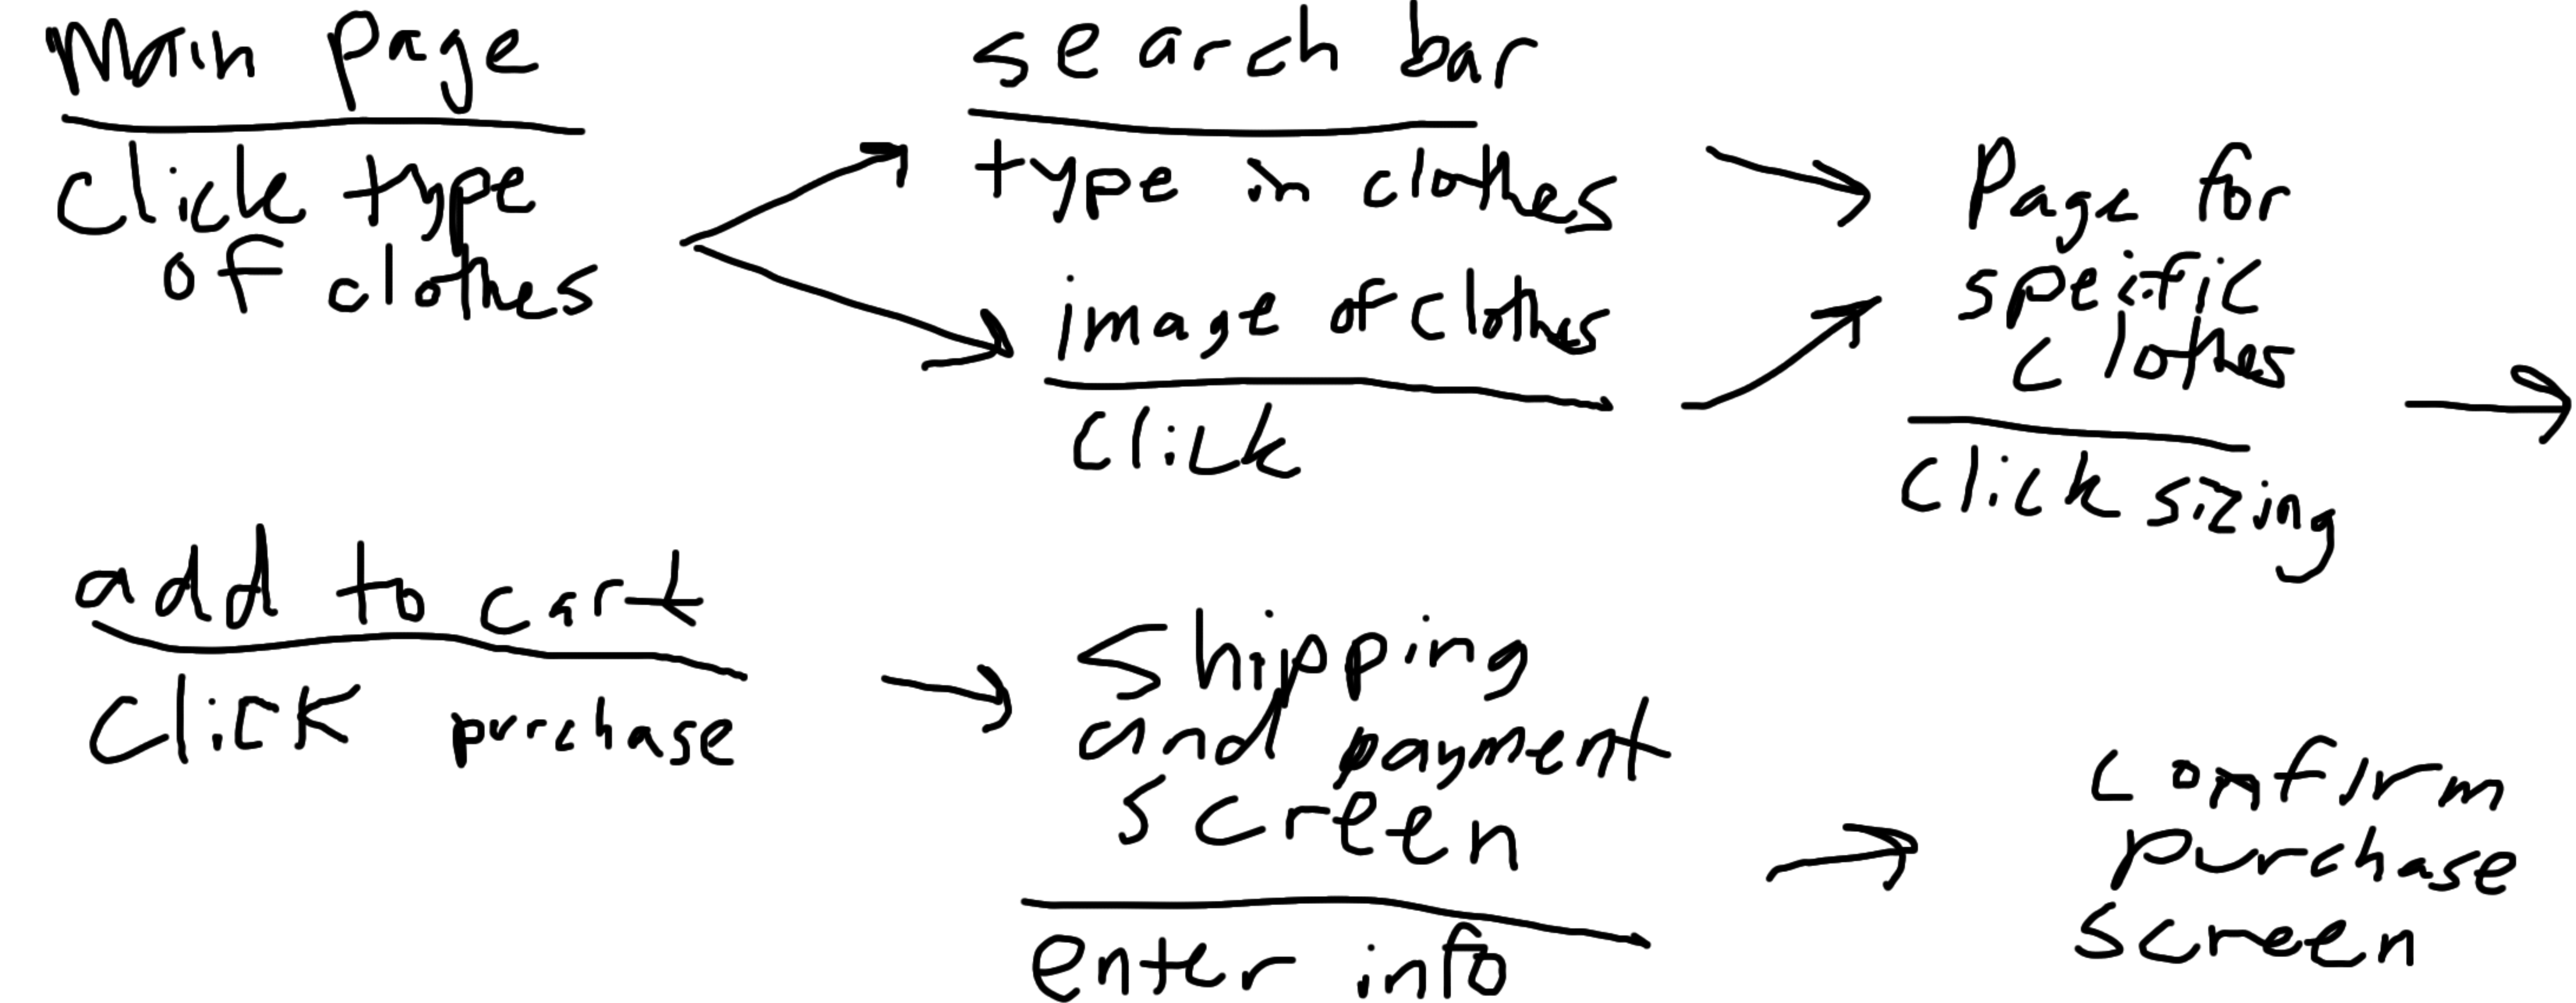 Main page
click type
of clothes
search bar
type in clothes
image of clothes
click
Page for
speific
clothes
click sizing
add to cart
click purchase
shipping
and payment
screen
enter info
confirm
purchase
screen